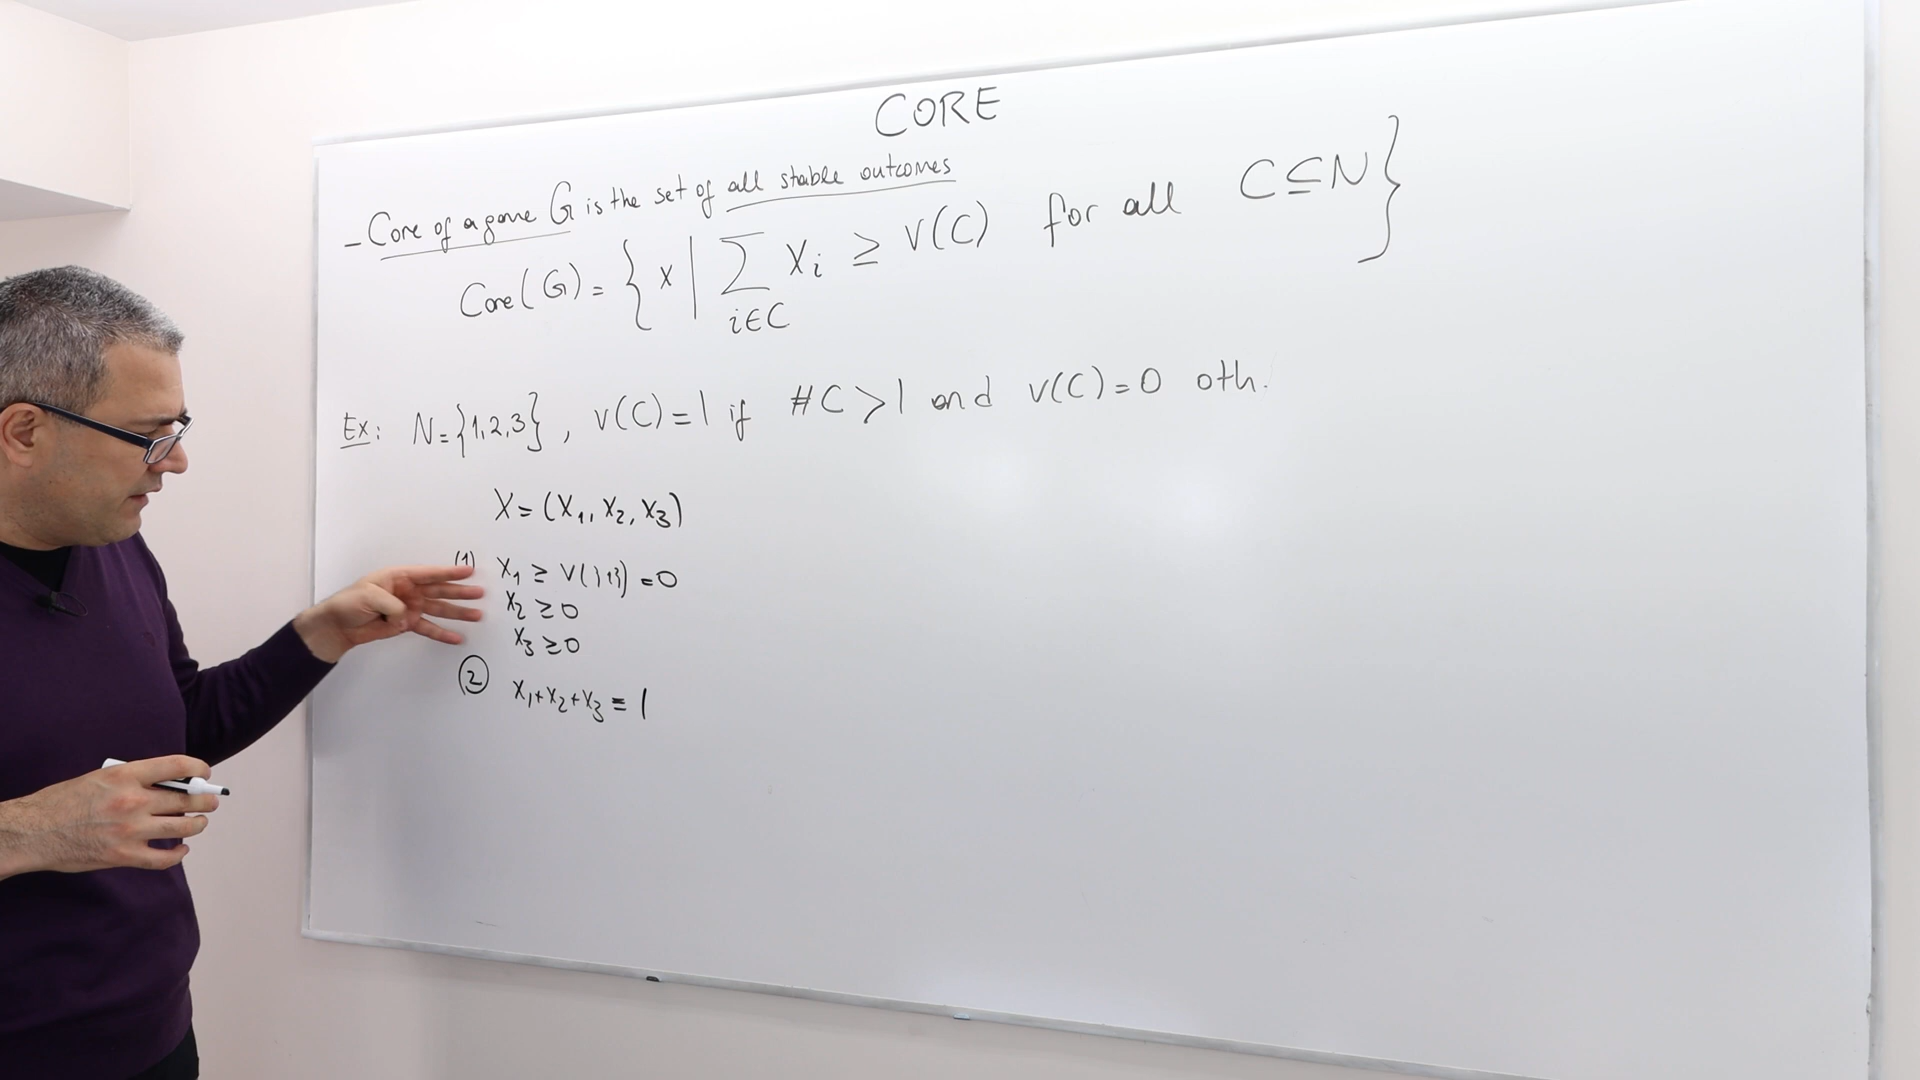 CORE
- Core of a game G is the set of all stable outcomes
Core(G) = { x | ∑ xi ≥ v(C) for all C ⊆ N }
i∈C
Ex: N={1,2,3}, v(C)=1 if #C>1 and v(C)=0 oth.
X=(X1, X2, X3)
(1) X1 ≥ V({1}) =0
X2 ≥0
X3 ≥0
2 X1+X2+X3 = 1